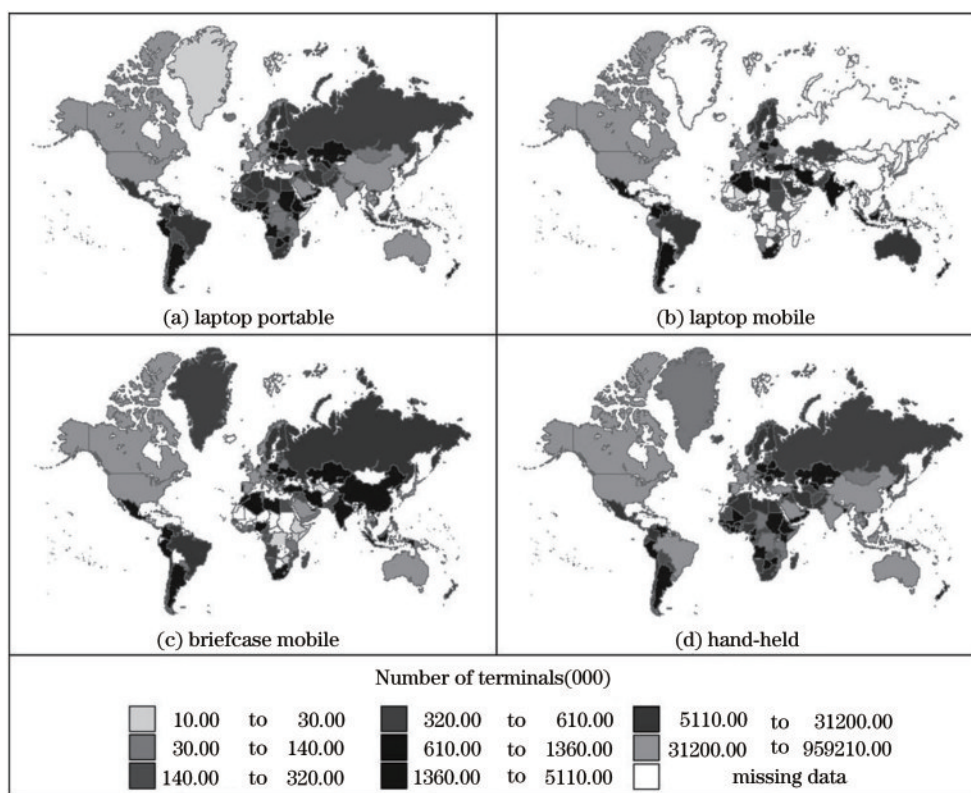 (a) laptop portable
(b) laptop mobile
(c) briefcase mobile
(d) hand-held
Number of terminals(000)
10.00 to 30.00
320.00 to 610.00
5110.00 to 31200.00
30.00 to 140.00
610.00 to 1360.00
31200.00 to 959210.00
140.00 to 320.00
1360.00 to 5110.00
missing data